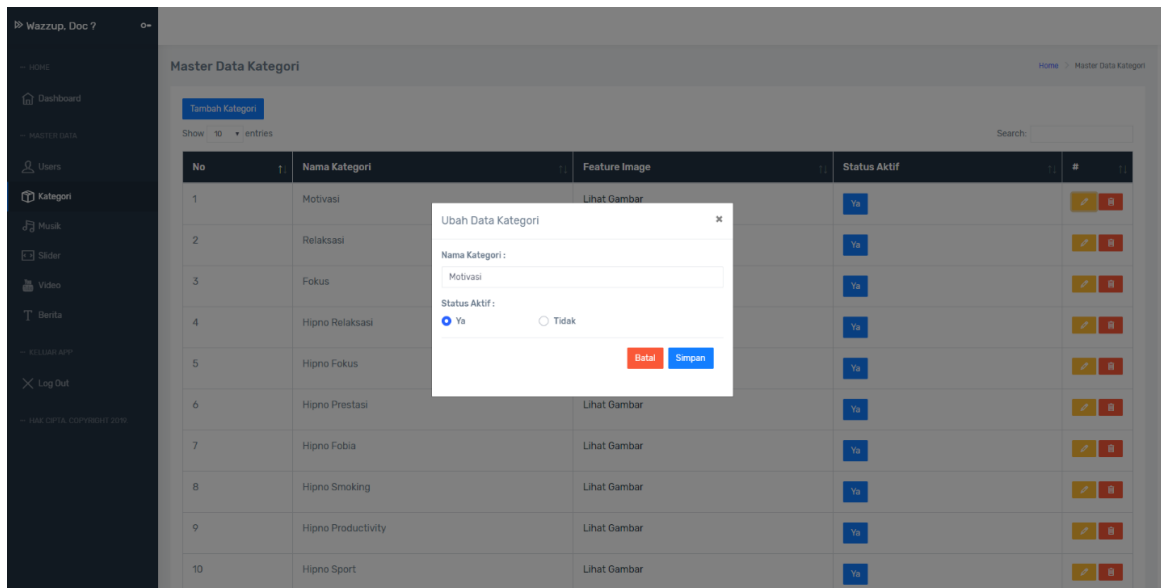 Wazzup, Doc ?
— HOME
Dashboard
— MASTER DATA
Users
Kategori
Musik
Slider
Video
Berita
— KELUAR APP
Log Out
— HAK CIPTA: COPYRIGHT 2019
Master Data Kategori
Home > Master Data Kategori
Tambah Kategori
Show 10 entries
Search:
No Nama Kategori Feature Image Status Aktif #
1 Motivasi Lihat Gambar Ya
2 Relaksasi Ya
3 Fokus Ya
4 Hipno Relaksasi Ya
5 Hipno Fokus Ya
6 Hipno Prestasi Lihat Gambar Ya
7 Hipno Fobia Lihat Gambar Ya
8 Hipno Smoking Lihat Gambar Ya
9 Hipno Productivity Lihat Gambar Ya
10 Hipno Sport Lihat Gambar Ya
Ubah Data Kategori ×
Nama Kategori :
Motivasi
Status Aktif :
Ya Tidak
Batal Simpan